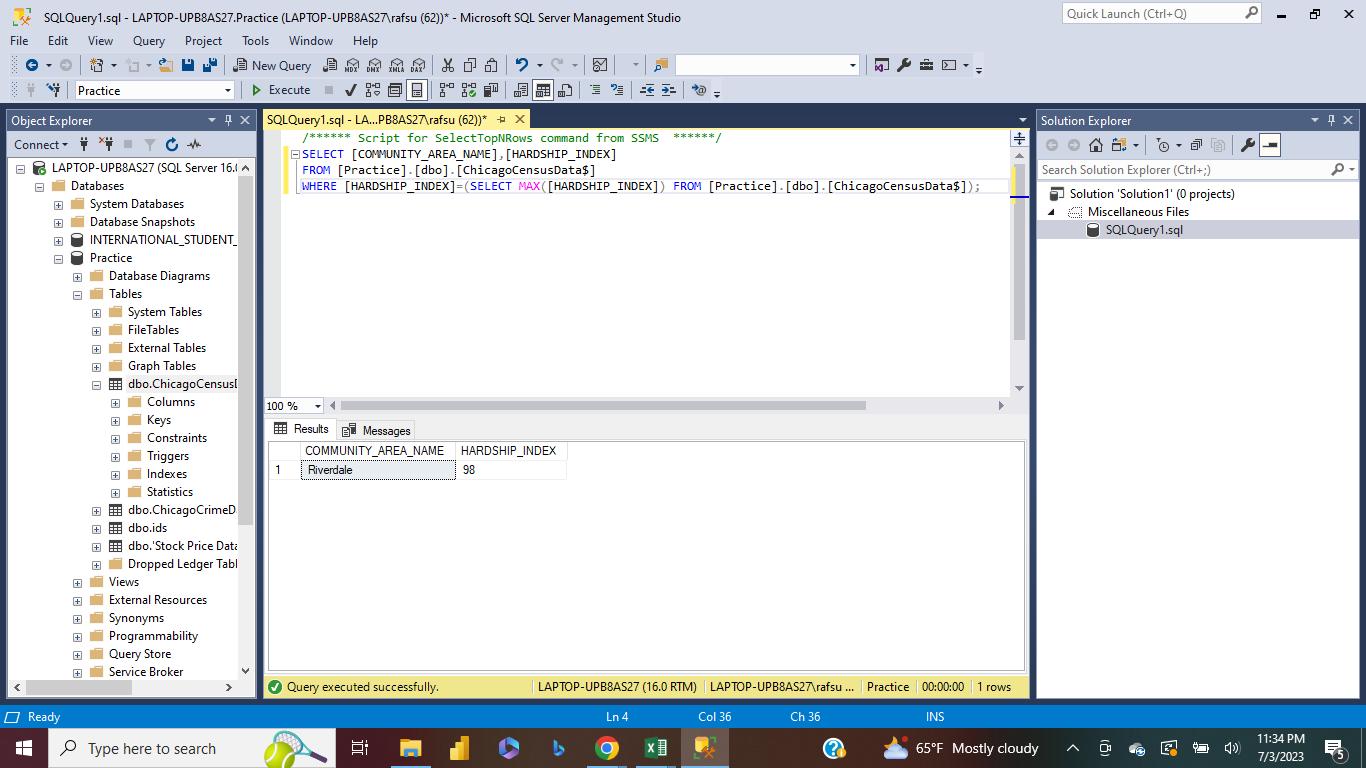 SQLQuery1.sql - LAPTOP-UPB8AS27.Practice (LAPTOP-UPB8AS27\rafsu (62))* - Microsoft SQL Server Management Studio
Quick Launch (Ctrl+Q)
File Edit View Query Project Tools Window Help
New Query MDX DMX XMLA DAX
Practice Execute
Object Explorer
Connect
LAPTOP-UPB8AS27 (SQL Server 16.0
Databases
System Databases
Database Snapshots
INTERNATIONAL_STUDENT_
Practice
Database Diagrams
Tables
System Tables
FileTables
External Tables
Graph Tables
dbo.ChicagoCensusD
Columns
Keys
Constraints
Triggers
Indexes
Statistics
dbo.ChicagoCrimeDa
dbo.ids
dbo.'Stock Price Data
Dropped Ledger Tabl
Views
External Resources
Synonyms
Programmability
Query Store
Service Broker
SQLQuery1.sql - LA...PB8AS27\rafsu (62))*
/****** Script for SelectTopNRows command from SSMS ******/
SELECT [COMMUNITY_AREA_NAME],[HARDSHIP_INDEX]
FROM [Practice].[dbo].[ChicagoCensusData$]
WHERE [HARDSHIP_INDEX]=(SELECT MAX([HARDSHIP_INDEX]) FROM [Practice].[dbo].[ChicagoCensusData$]);
100 %
Results Messages
COMMUNITY_AREA_NAME HARDSHIP_INDEX
1 Riverdale 98
Query executed successfully. LAPTOP-UPB8AS27 (16.0 RTM) LAPTOP-UPB8AS27\rafsu ... Practice 00:00:00 1 rows
Solution Explorer
Search Solution Explorer (Ctrl+;)
Solution 'Solution1' (0 projects)
Miscellaneous Files
SQLQuery1.sql
Ready Ln 4 Col 36 Ch 36 INS
Type here to search
65°F Mostly cloudy
11:34 PM
7/3/2023
5